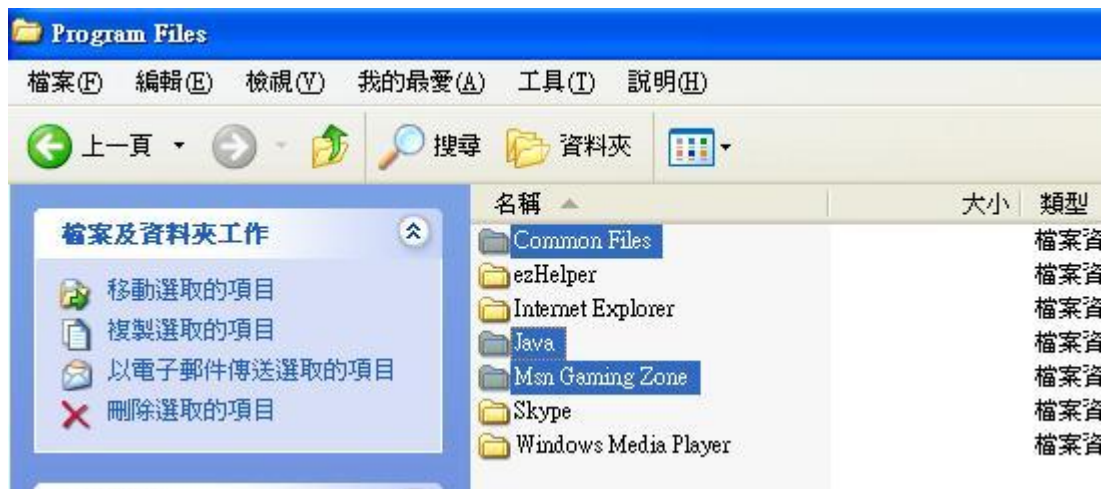 Program Files
檔案(F) 編輯(E) 檢視(V) 我的最愛(A) 工具(T) 說明(H)
上一頁 搜尋 資料夾
檔案及資料夾工作
移動選取的項目
複製選取的項目
以電子郵件傳送選取的項目
刪除選取的項目
名稱 大小 類型
Common Files 檔案資
ezHelper 檔案資
Internet Explorer 檔案資
Java 檔案資
Msn Gaming Zone 檔案資
Skype 檔案資
Windows Media Player 檔案資